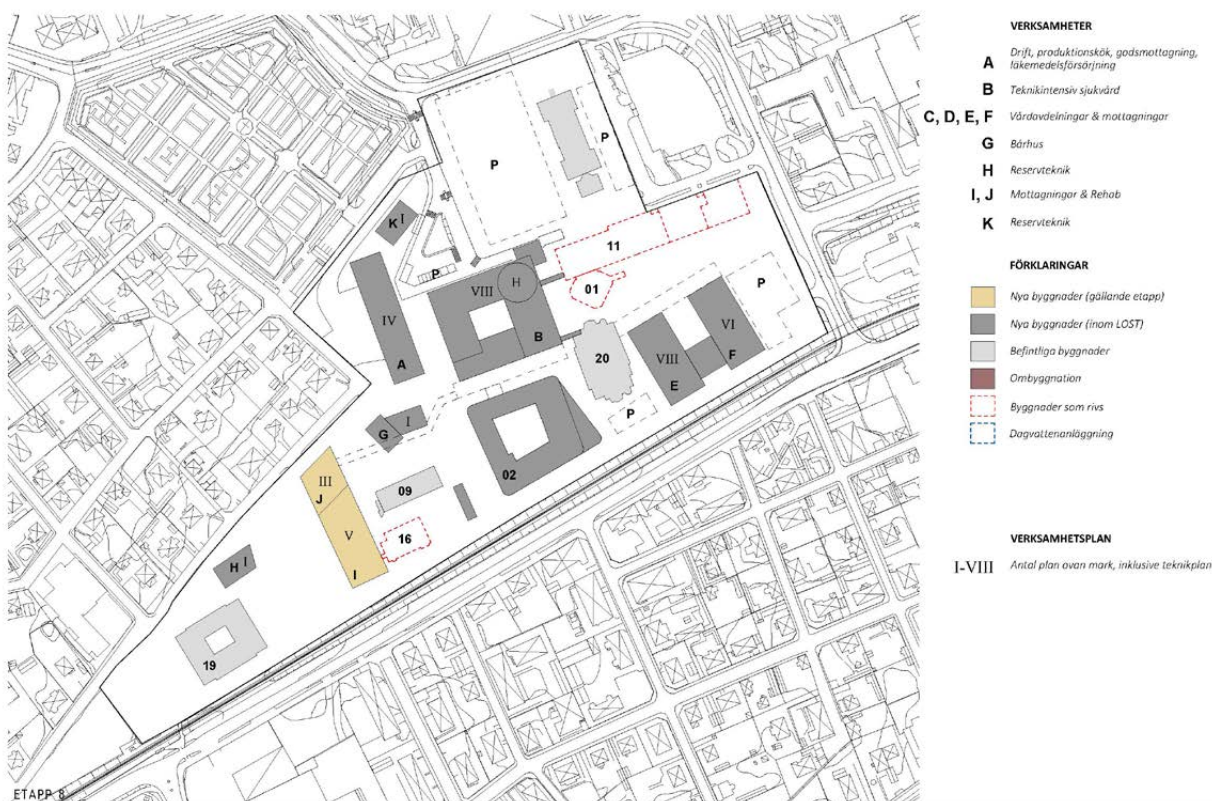 P
P
K I
11
P
VIII
H
01
P
IV
B
VI
A
20
VIII
F
E
P
I
G
02
III
09
J
V
16
I
H I
19
ETAPP 8
VERKSAMHETER
A Drift, produktionskök, godsmottagning,
läkemedelsförsörjning
B Teknikintensiv sjukvård
C, D, E, F Vårdavdelningar & mottagningar
G Bårhus
H Reservteknik
I, J Mottagningar & Rehab
K Reservteknik
FÖRKLARINGAR
Nya byggnader (gällande etapp)
Nya byggnader (inom LOST)
Befintliga byggnader
Ombyggnation
Byggnader som rivs
Dagvattenanläggning
VERKSAMHETSPLAN
I-VIII Antal plan ovan mark, inklusive teknikplan